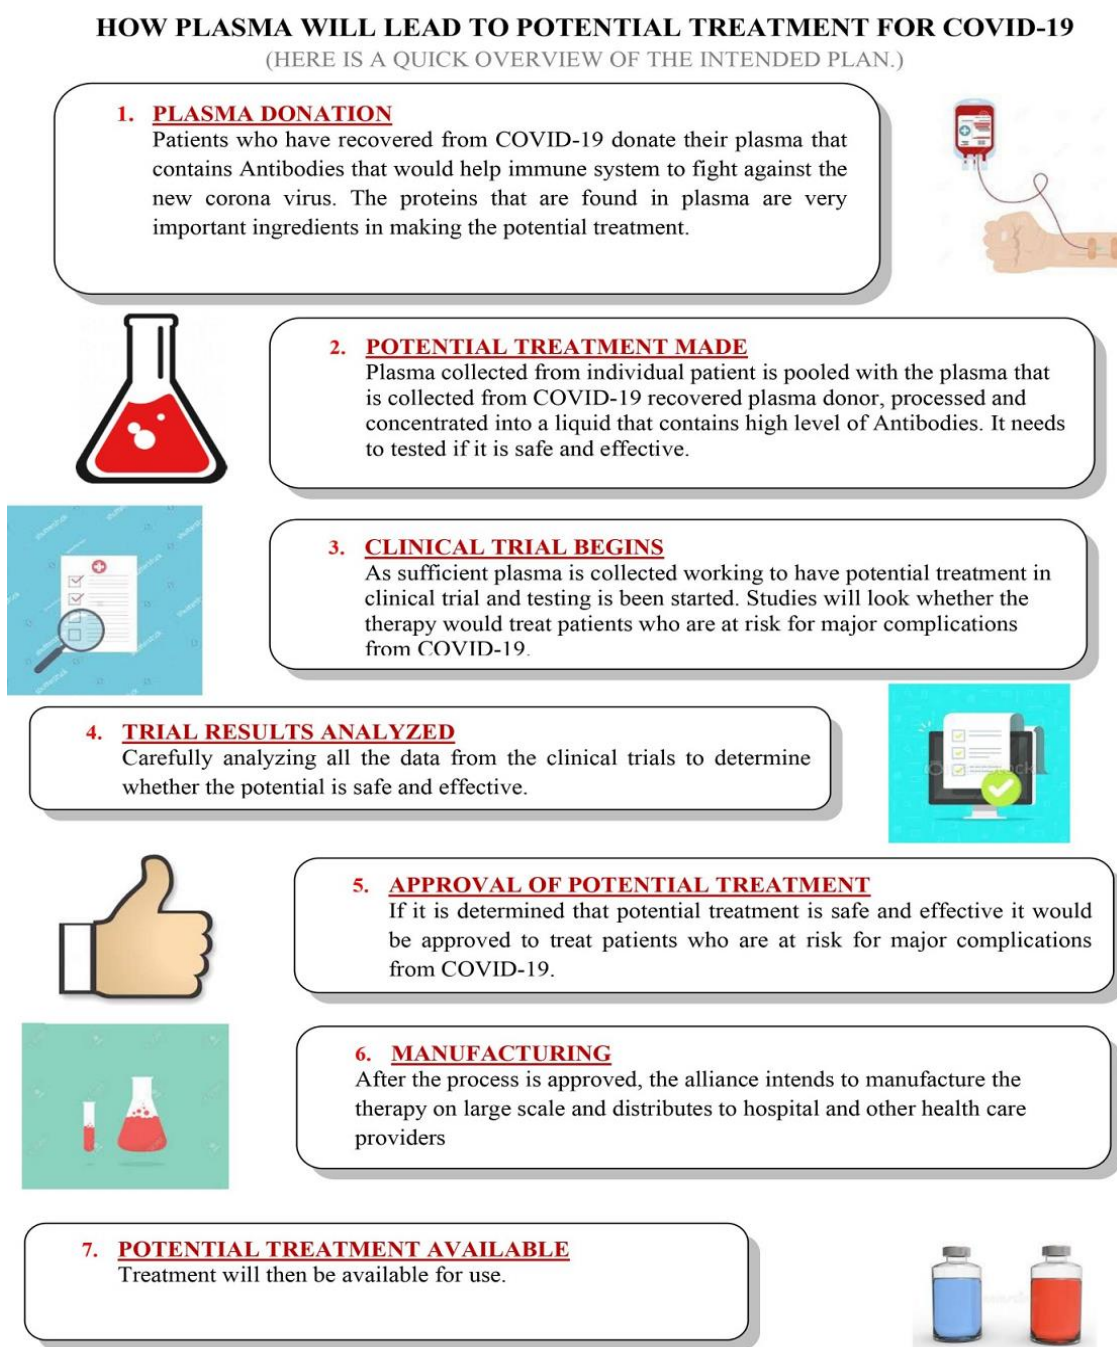 HOW PLASMA WILL LEAD TO POTENTIAL TREATMENT FOR COVID-19
(HERE IS A QUICK OVERVIEW OF THE INTENDED PLAN.)
1. PLASMA DONATION
Patients who have recovered from COVID-19 donate their plasma that
contains Antibodies that would help immune system to fight against the
new corona virus. The proteins that are found in plasma are very
important ingredients in making the potential treatment.
2. POTENTIAL TREATMENT MADE
Plasma collected from individual patient is pooled with the plasma that
is collected from COVID-19 recovered plasma donor, processed and
concentrated into a liquid that contains high level of Antibodies. It needs
to tested if it is safe and effective.
3. CLINICAL TRIAL BEGINS
As sufficient plasma is collected working to have potential treatment in
clinical trial and testing is been started. Studies will look whether the
therapy would treat patients who are at risk for major complications
from COVID-19.
4. TRIAL RESULTS ANALYZED
Carefully analyzing all the data from the clinical trials to determine
whether the potential is safe and effective.
5. APPROVAL OF POTENTIAL TREATMENT
If it is determined that potential treatment is safe and effective it would
be approved to treat patients who are at risk for major complications
from COVID-19.
6. MANUFACTURING
After the process is approved, the alliance intends to manufacture the
therapy on large scale and distributes to hospital and other health care
providers
7. POTENTIAL TREATMENT AVAILABLE
Treatment will then be available for use.